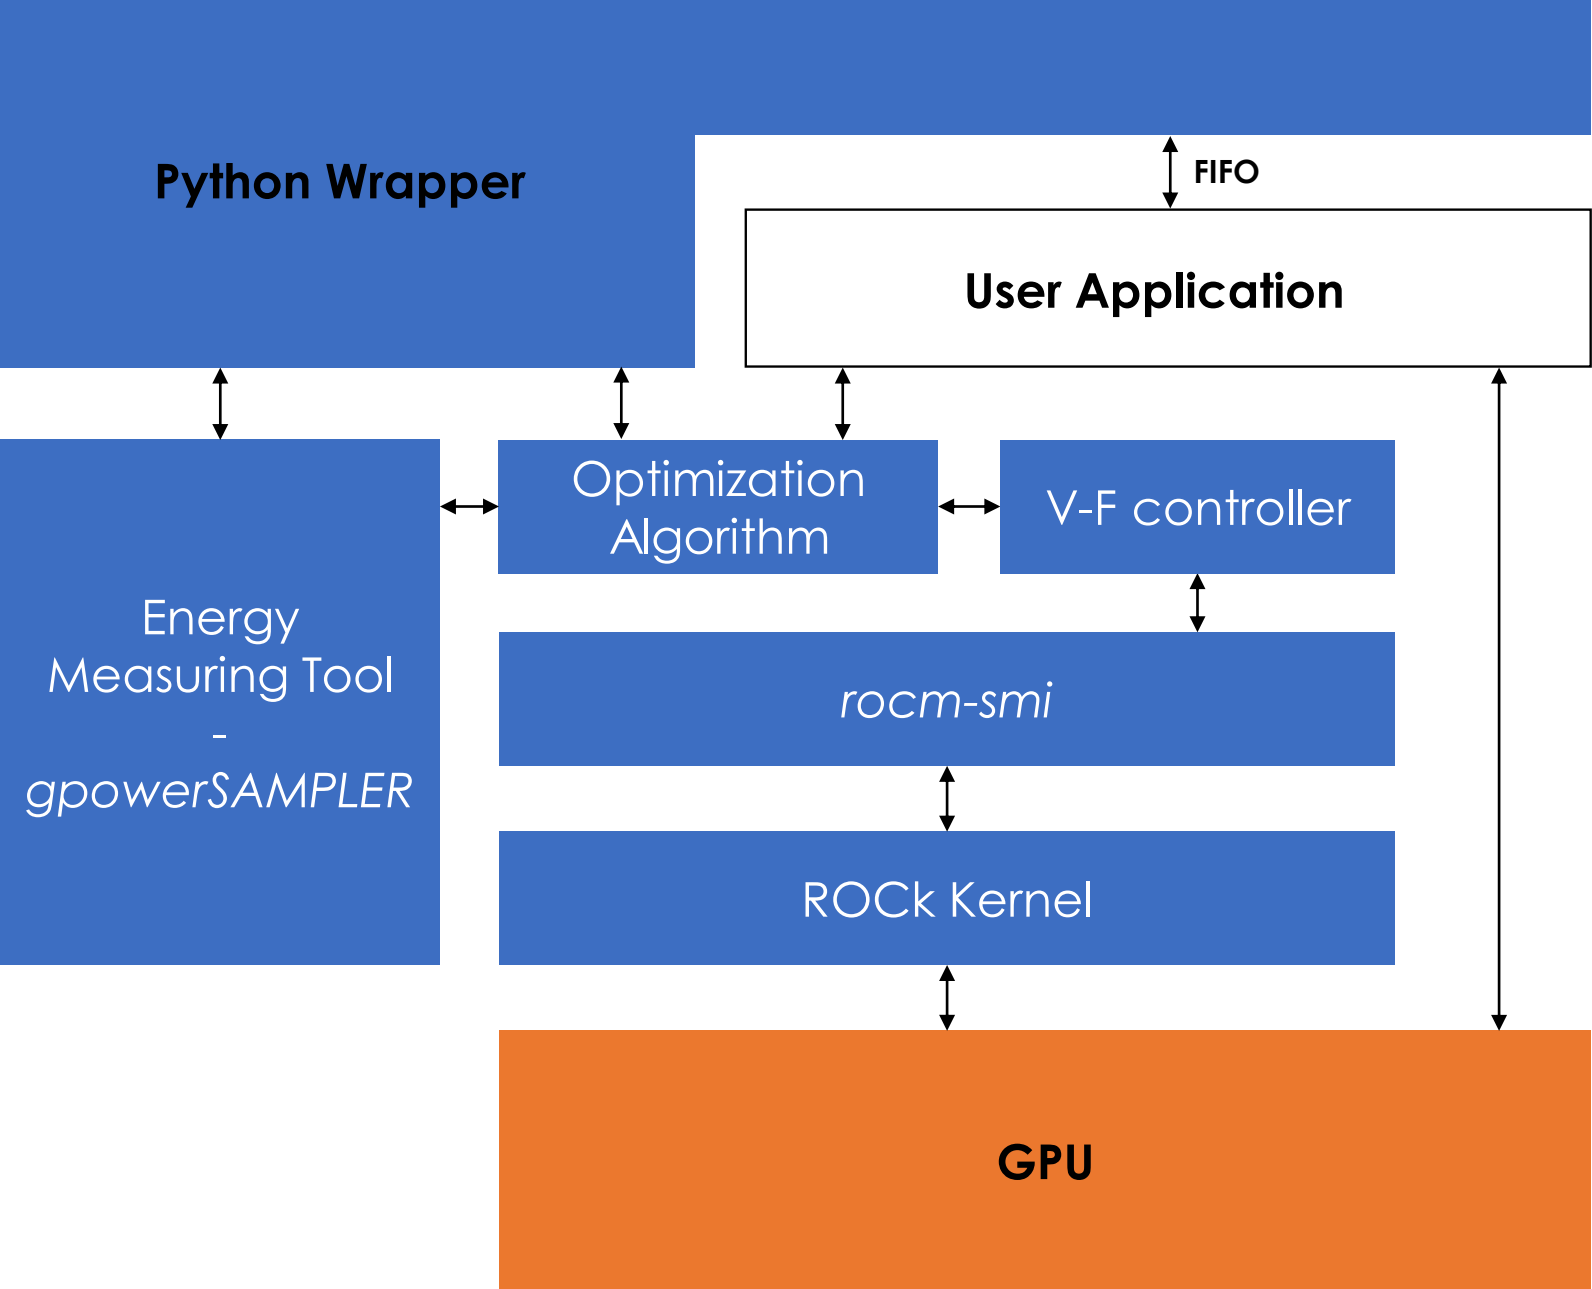 Python Wrapper
FIFO
User Application
Optimization
Algorithm
V-F controller
Energy
Measuring Tool
-
gpowerSAMPLER
rocm-smi
ROCk Kernel
GPU